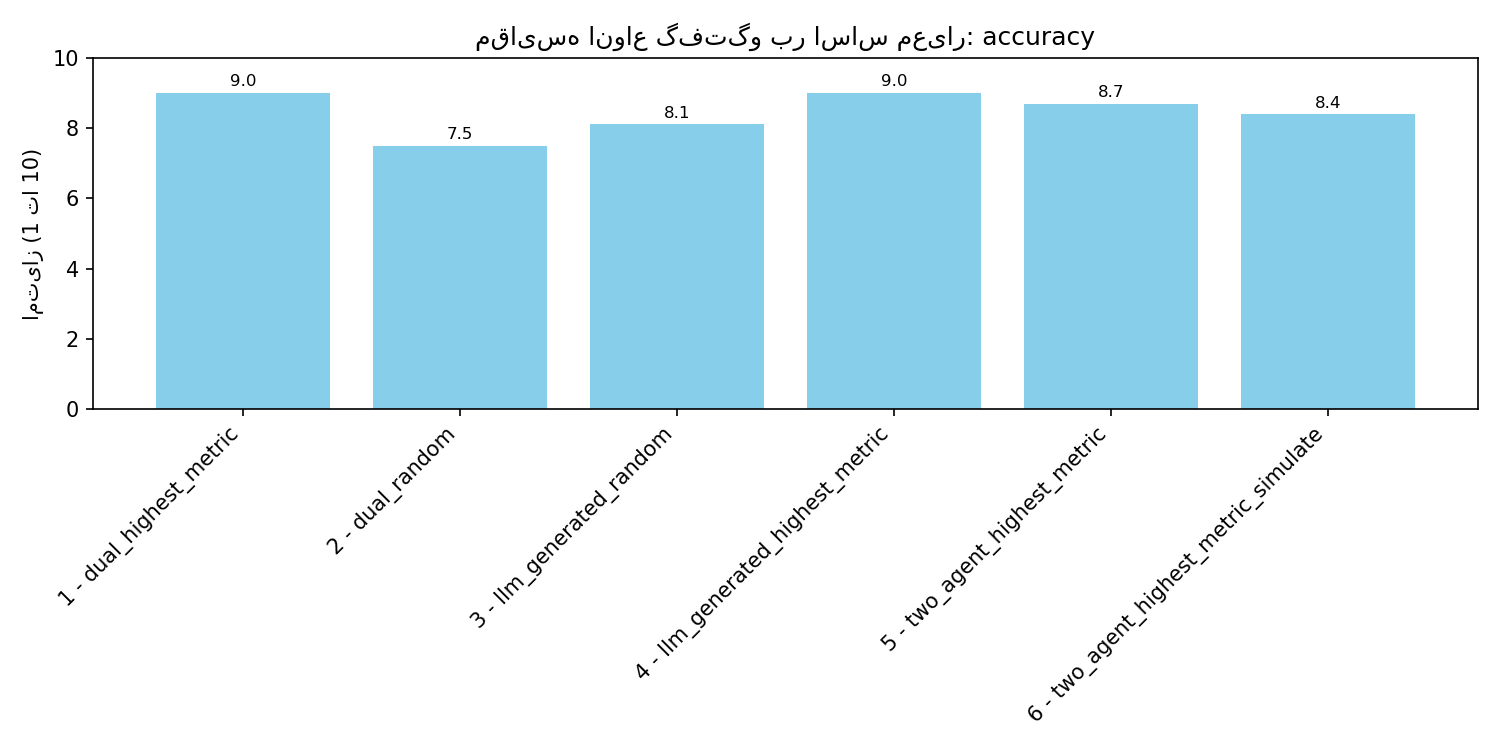 مقایسه انواع گفتگو بر اساس معیار: accuracy
امتیاز (1 تا 10)
10
8
6
4
2
0
9.0
7.5
8.1
9.0
8.7
8.4
1 - dual_highest_metric
2 - dual_random
3 - llm_generated_random
4 - llm_generated_highest_metric
5 - two_agent_highest_metric
6 - two_agent_highest_metric_simulate